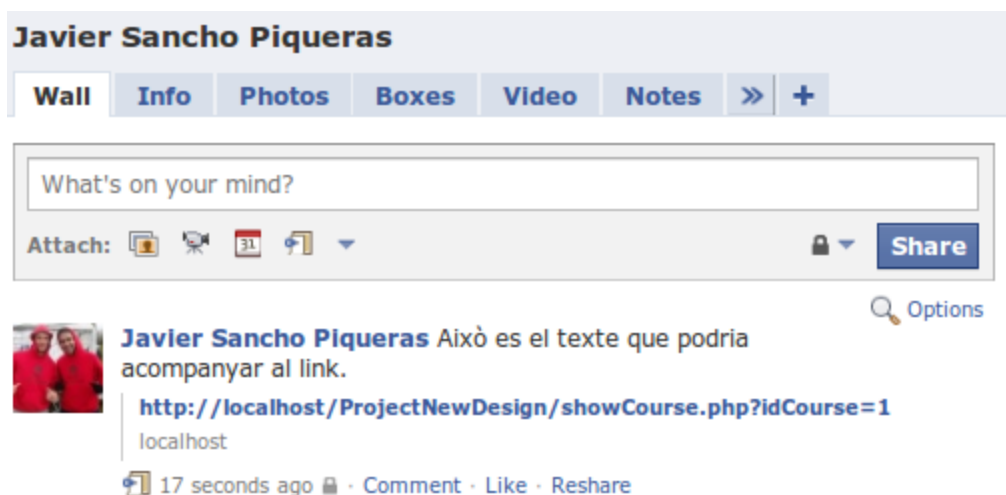 Javier Sancho Piqueras
Wall Info Photos Boxes Video Notes » +
What's on your mind?
Attach: 31 Share
Options
Javier Sancho Piqueras Això es el texte que podria
acompanyar al link.
http://localhost/ProjectNewDesign/showCourse.php?idCourse=1
localhost
17 seconds ago · Comment · Like · Reshare